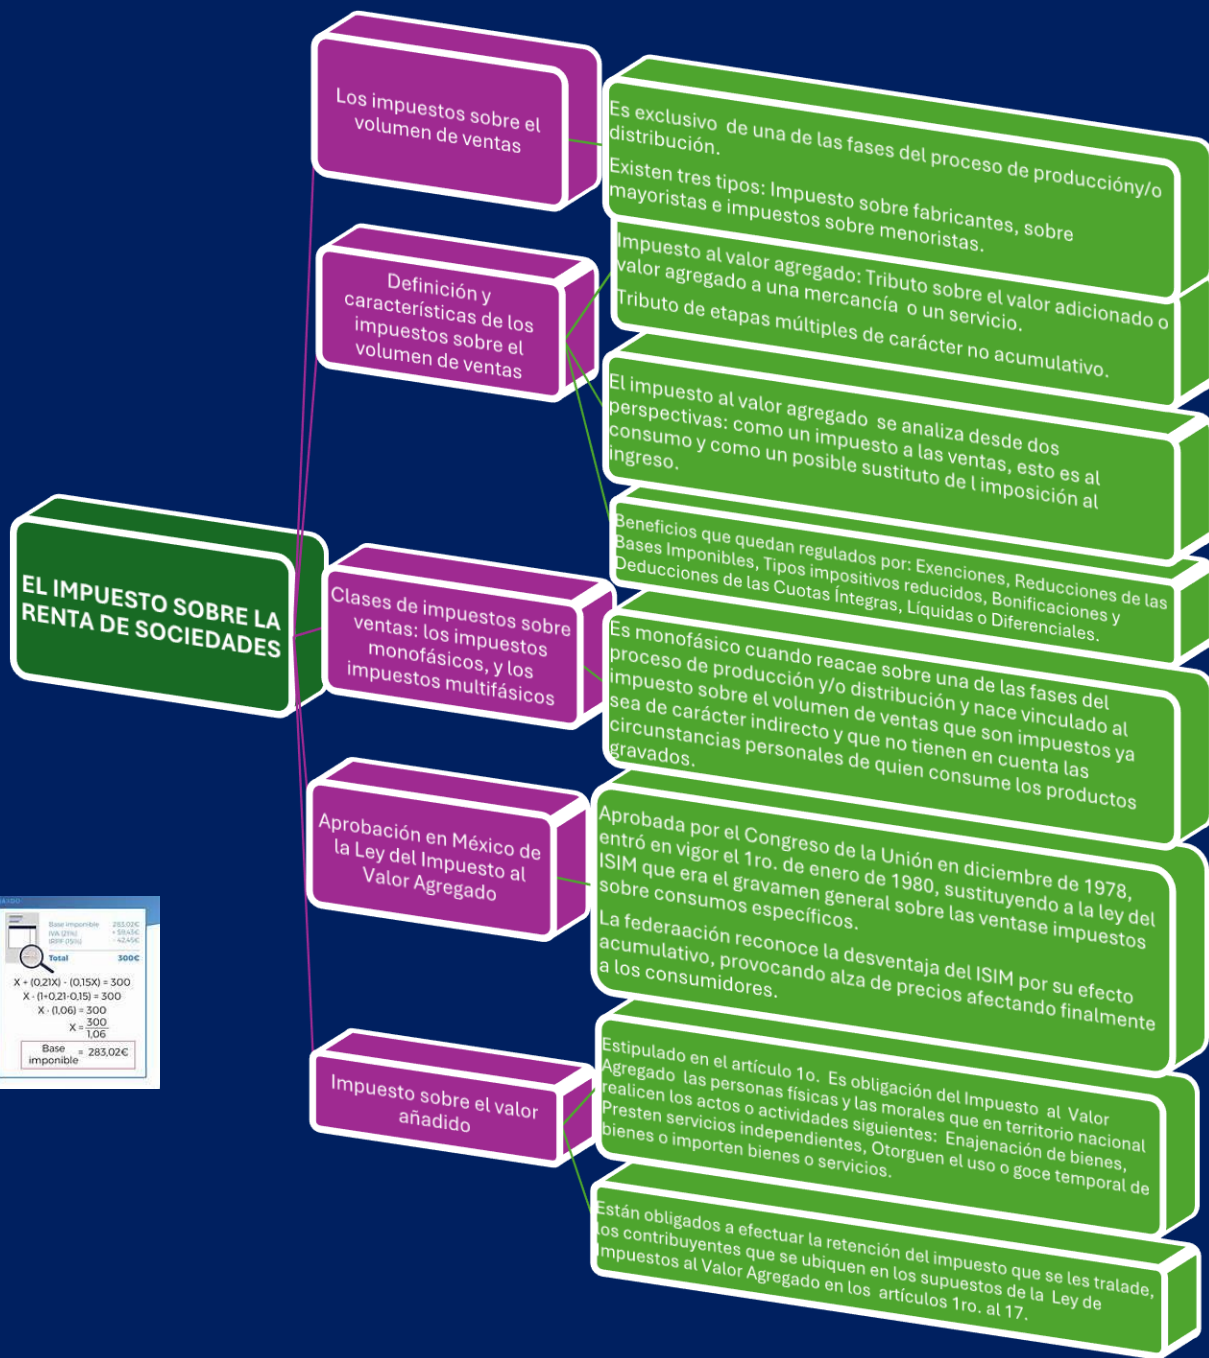 Los impuestos sobre el
volumen de ventas
Es exclusivo de una de las fases del proceso de produccióny/o
distribución.
Existen tres tipos: Impuesto sobre fabricantes, sobre
mayoristas e impuestos sobre menoristas.
Definición y
características de los
impuestos sobre el
volumen de ventas
Impuesto al valor agregado: Tributo sobre el valor adicionado o
valor agregado a una mercancía o un servicio.
Tributo de etapas múltiples de carácter no acumulativo.
El impuesto al valor agregado se analiza desde dos
perspectivas: como un impuesto a las ventas, esto es al
consumo y como un posible sustituto de l imposición al
ingreso.
Beneficios que quedan regulados por: Exenciones, Reducciones de las
Bases Imponibles, Tipos impositivos reducidos, Bonificaciones y
Deducciones de las Cuotas Íntegras, Líquidas o Diferenciales.
EL IMPUESTO SOBRE LA
RENTA DE SOCIEDADES
Clases de impuestos sobre
ventas: los impuestos
monofásicos, y los
impuestos multifásicos
Es monofásico cuando reacae sobre una de las fases del
proceso de producción y/o distribución y nace vinculado al
impuesto sobre el volumen de ventas que son impuestos ya
sea de carácter indirecto y que no tienen en cuenta las
circunstancias personales de quien consume los productos
gravados.
Aprobación en México de
la Ley del Impuesto al
Valor Agregado
Aprobada por el Congreso de la Unión en diciembre de 1978,
entró en vigor el 1ro. de enero de 1980, sustituyendo a la ley del
ISIM que era el gravamen general sobre las ventase impuestos
sobre consumos específicos.
La federaación reconoce la desventaja del ISIM por su efecto
acumulativo, provocando alza de precios afectando finalmente
a los consumidores.
Base imponible 283,02€
IVA (21%) + 59,43€
IRPF (15%) - 42,45€
Total 300€
X + (0,21X) - (0,15X) = 300
X · (1+0,21-0,15) = 300
X · (1,06) = 300
X = 300
1,06
Base
imponible = 283,02€
Impuesto sobre el valor
añadido
Estipulado en el artículo 1o. Es obligación del Impuesto al Valor
Agregado las personas físicas y las morales que en territorio nacional
realicen los actos o actividades siguientes: Enajenación de bienes,
Presten servicios independientes, Otorguen el uso o goce temporal de
bienes o importen bienes o servicios.
Están obligados a efectuar la retención del impuesto que se les tralade,
los contribuyentes que se ubiquen en los supuestos de la Ley de
Impuestos al Valor Agregado en los artículos 1ro. al 17.